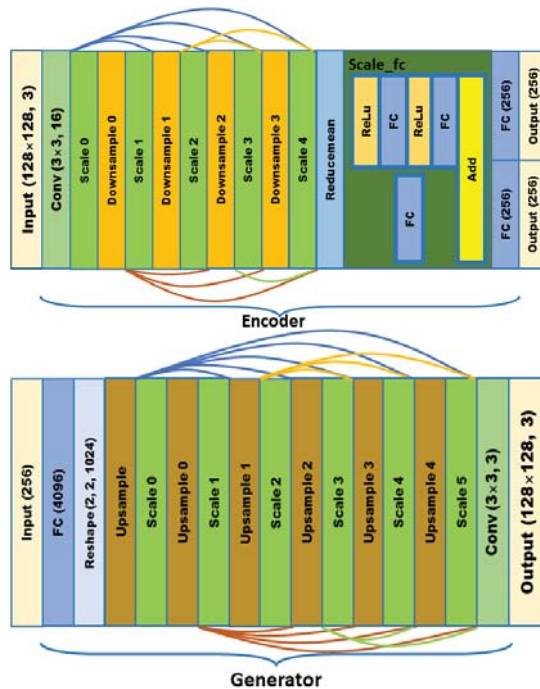 Input (128×128, 3)
Conv (3×3, 16)
Scale 0
Downsample 0
Scale 1
Downsample 1
Scale 2
Downsample 2
Scale 3
Downsample 3
Scale 4
Reducemean
Scale_fc
ReLu
FC
ReLu
FC
FC
Add
FC (256)
FC (256)
Output (256)
Output (256)
Encoder
Input (256)
FC (4096)
Reshape (2, 2, 1024)
Upsample
Scale 0
Upsample 0
Scale 1
Upsample 1
Scale 2
Upsample 2
Scale 3
Upsample 3
Scale 4
Upsample 4
Scale 5
Conv (3×3, 3)
Output (128×128, 3)
Generator